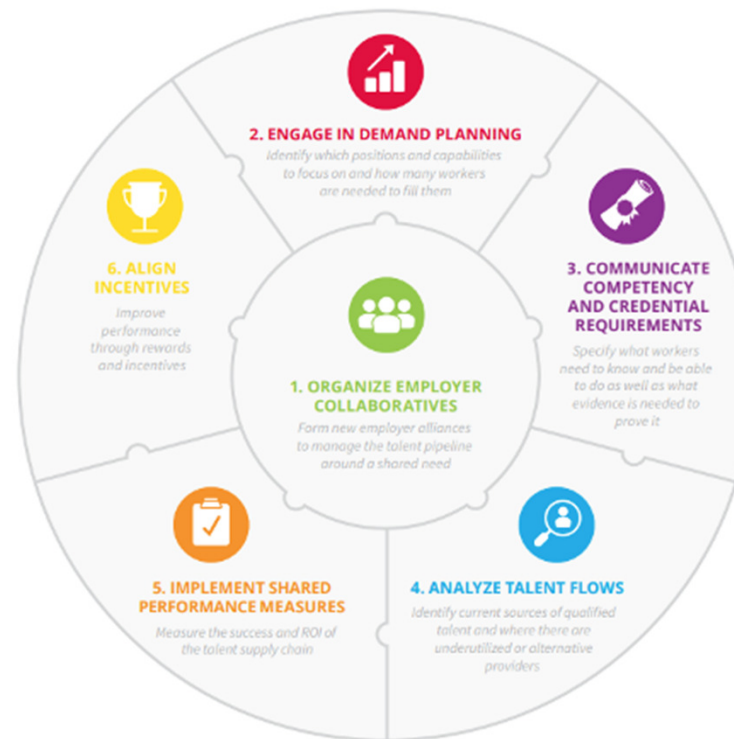 2. ENGAGE IN DEMAND PLANNING
Identify which positions and capabilities
to focus on and how many workers
are needed to fill them
3. COMMUNICATE
COMPETENCY
AND CREDENTIAL
REQUIREMENTS
Specify what workers
need to know and be able
to do as well as what
evidence is needed to
prove it
6. ALIGN
INCENTIVES
Improve
performance
through rewards
and incentives
1. ORGANIZE EMPLOYER
COLLABORATIVES
Form new employer alliances
to manage the talent pipeline
around a shared need
5. IMPLEMENT SHARED
PERFORMANCE MEASURES
Measure the success and ROI of
the talent supply chain
4. ANALYZE TALENT FLOWS
Identify current sources of qualified
talent and where there are
underutilized or alternative
providers